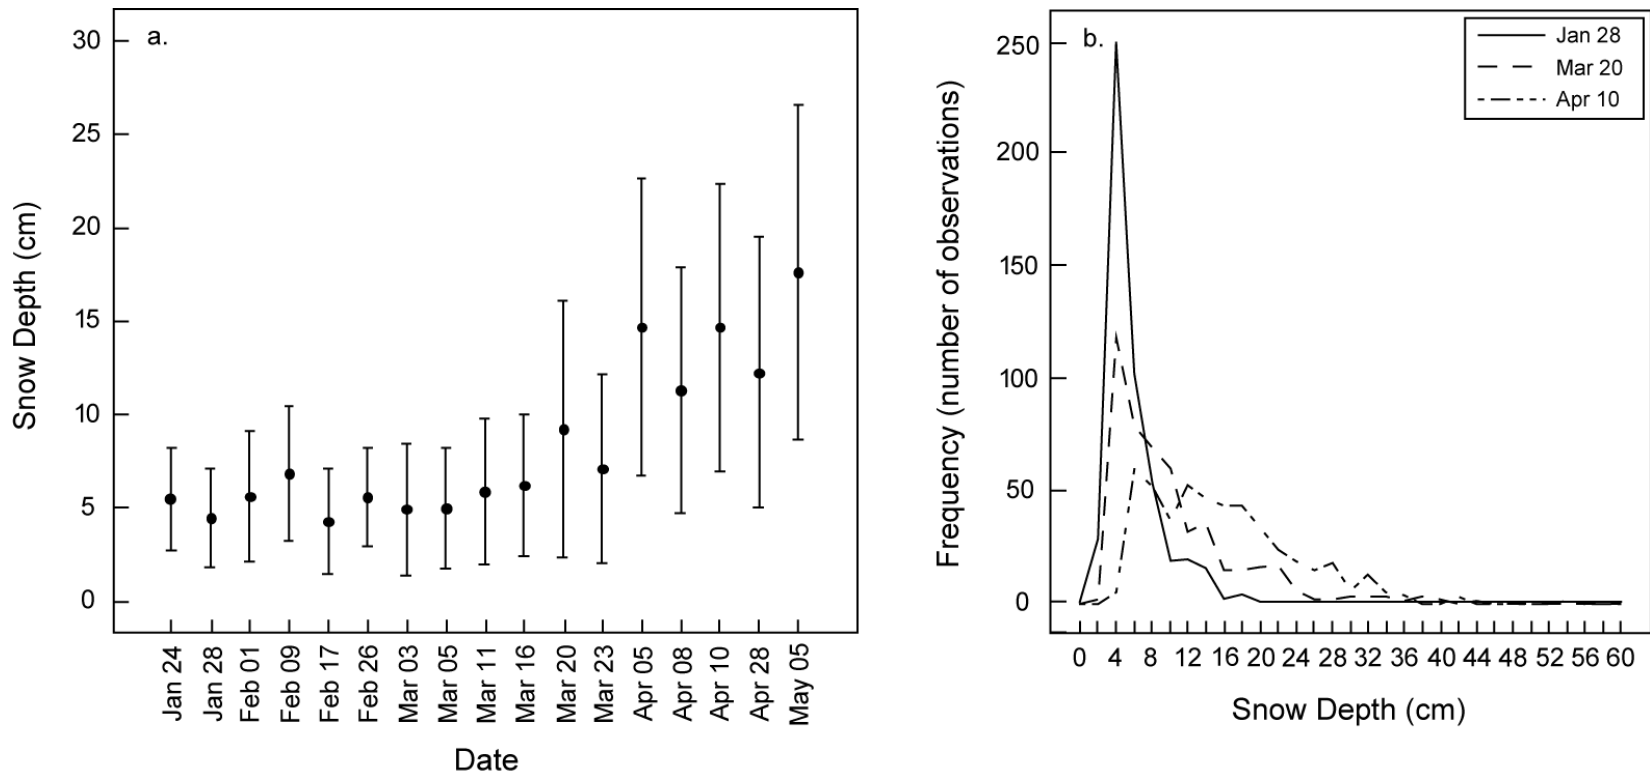 a.
30
25
20
15
10
5
0
Snow Depth (cm)
Jan 24
Jan 28
Feb 01
Feb 09
Feb 17
Feb 26
Mar 03
Mar 05
Mar 11
Mar 16
Mar 20
Mar 23
Apr 05
Apr 08
Apr 10
Apr 28
May 05
Date
b.
Jan 28
Mar 20
Apr 10
250
200
150
100
50
0
Frequency (number of observations)
0 4 8 12 16 20 24 28 32 36 40 44 48 52 56 60
Snow Depth (cm)